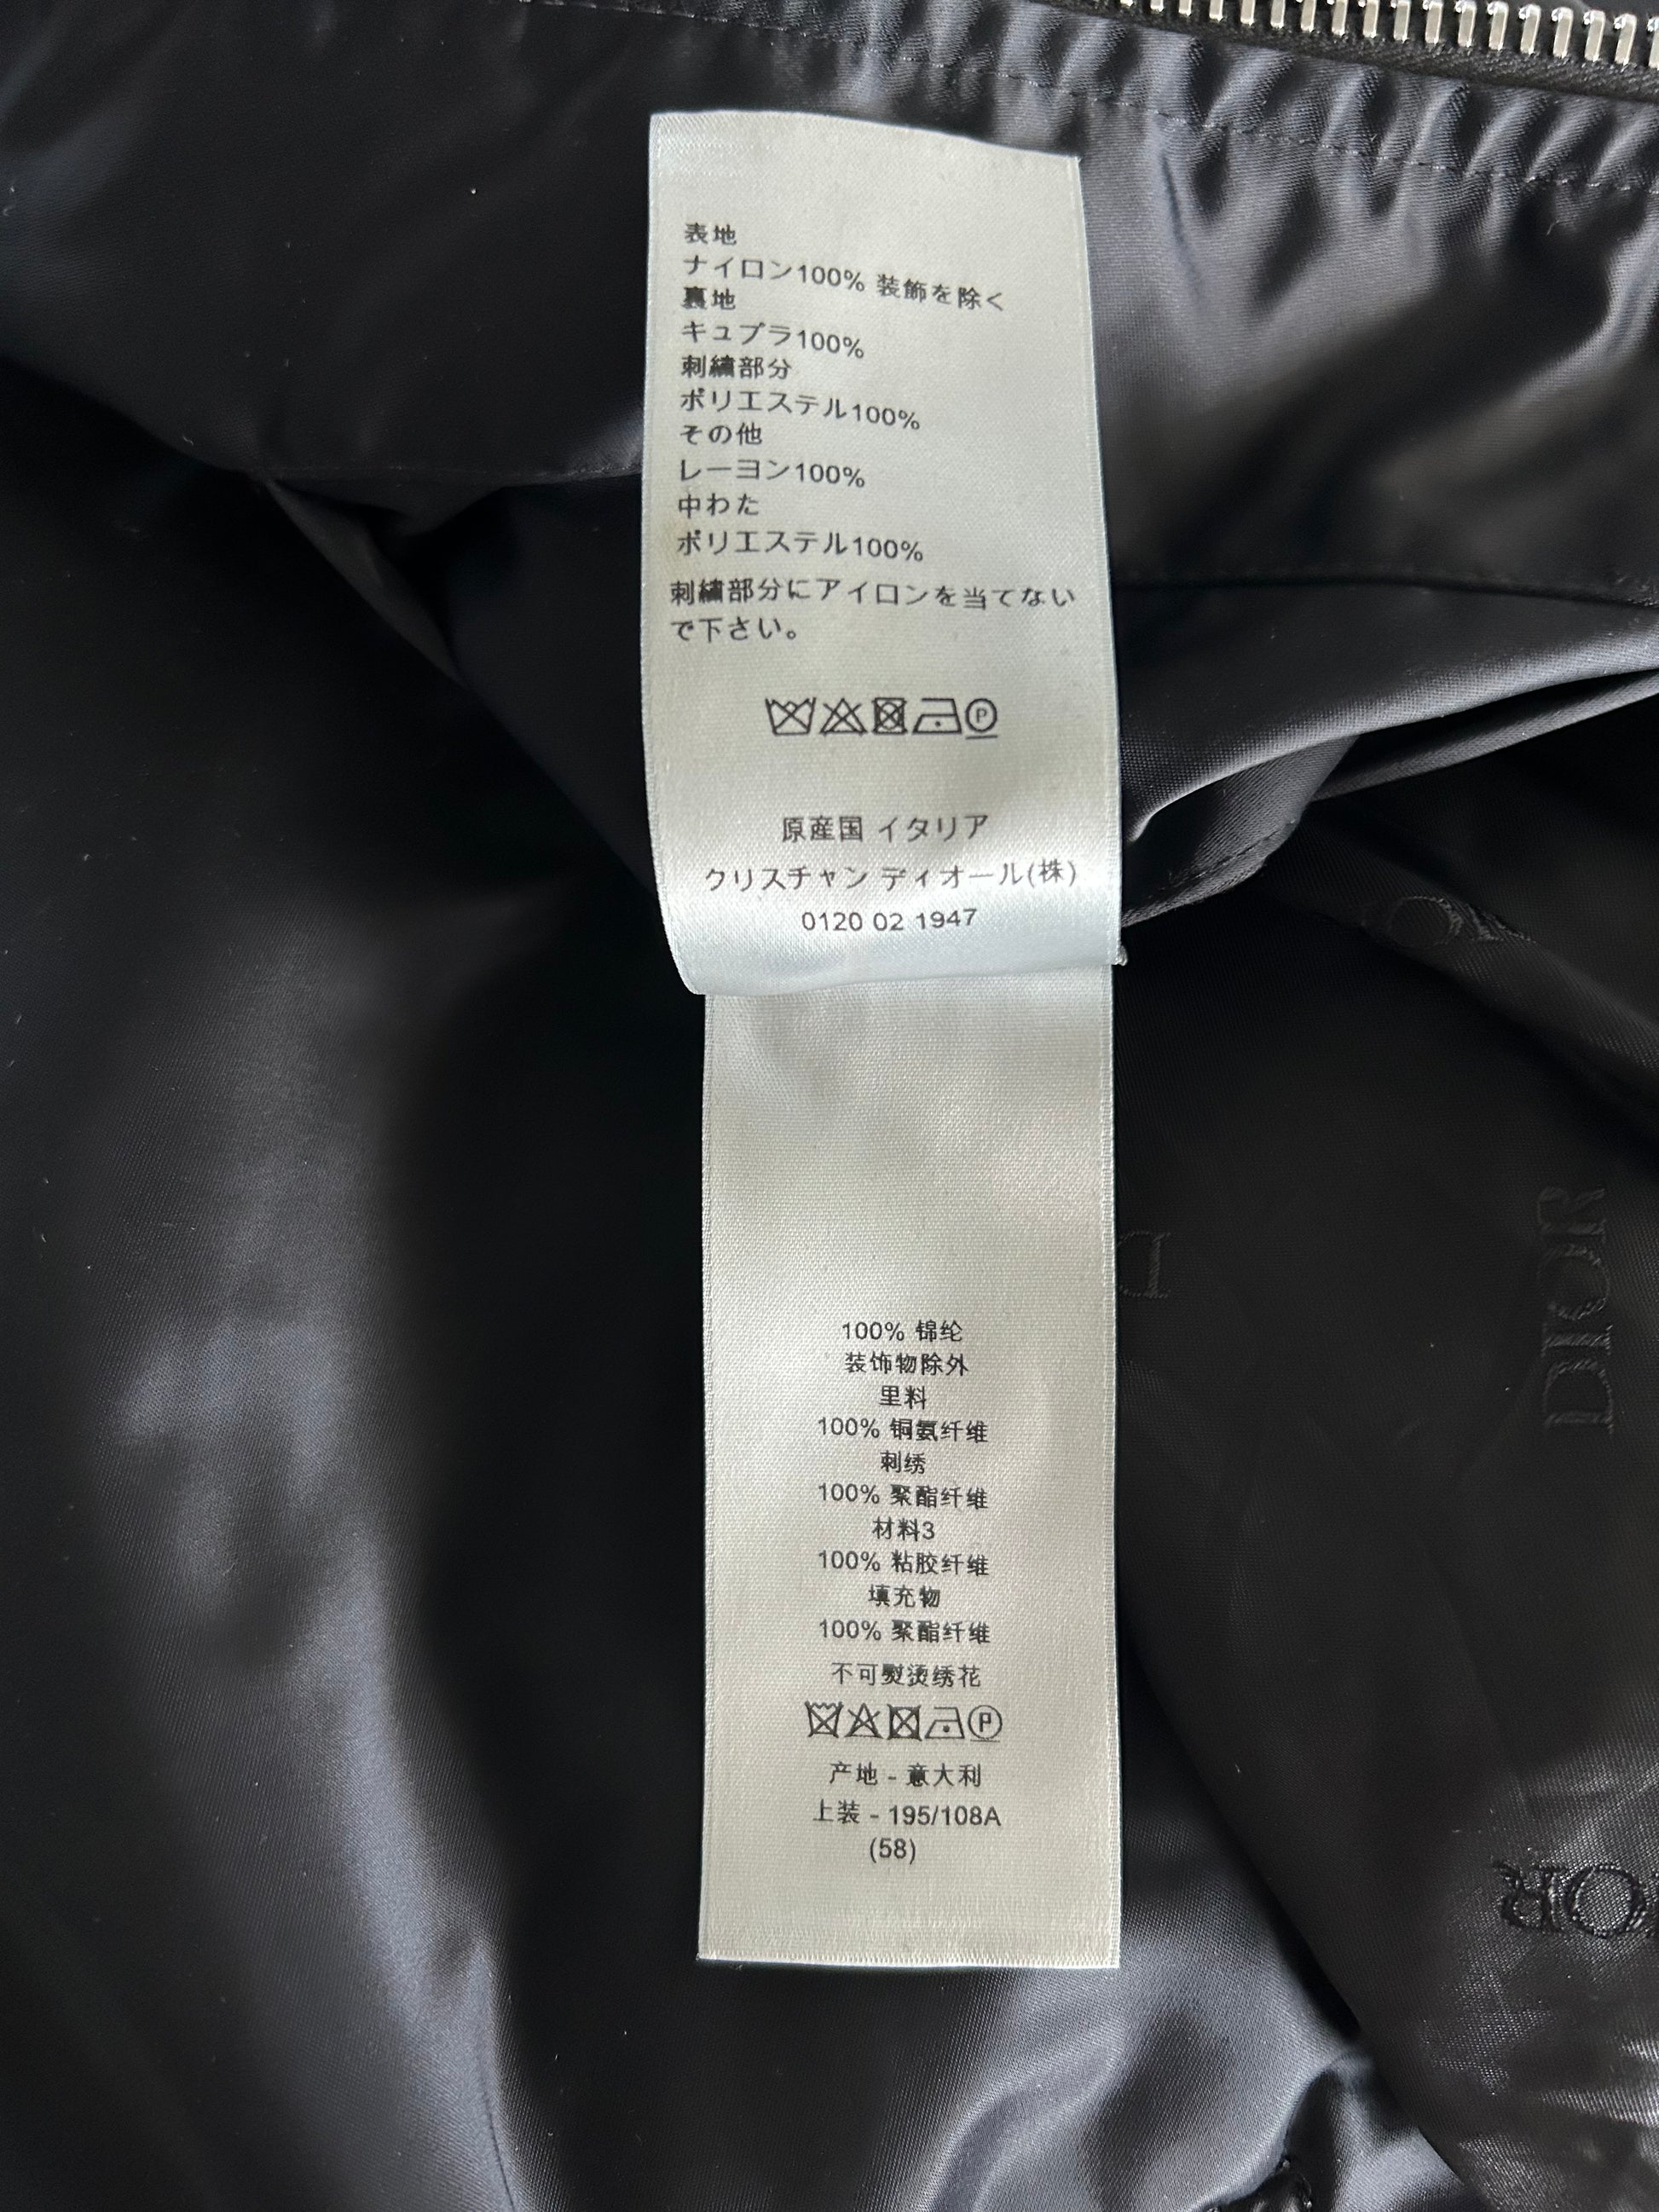 表地
ナイロン100% 装飾を除く
裏地
キュプラ100%
刺繍部分
ポリエステル100%
その他
レーヨン100%
中わた
ポリエステル100%
刺繍部分にアイロンを当てない
で下さい。
P
原産国 イタリア
クリスチャン ディオール(株)
0120 02 1947
100% 锦纶
装饰物除外
里料
100% 铜氨纤维
刺绣
100% 聚酯纤维
材料3
100% 粘胶纤维
填充物
100% 聚酯纤维
不可熨烫绣花
P
产地 - 意大利
上装 - 195/108A
(58)
DIOR